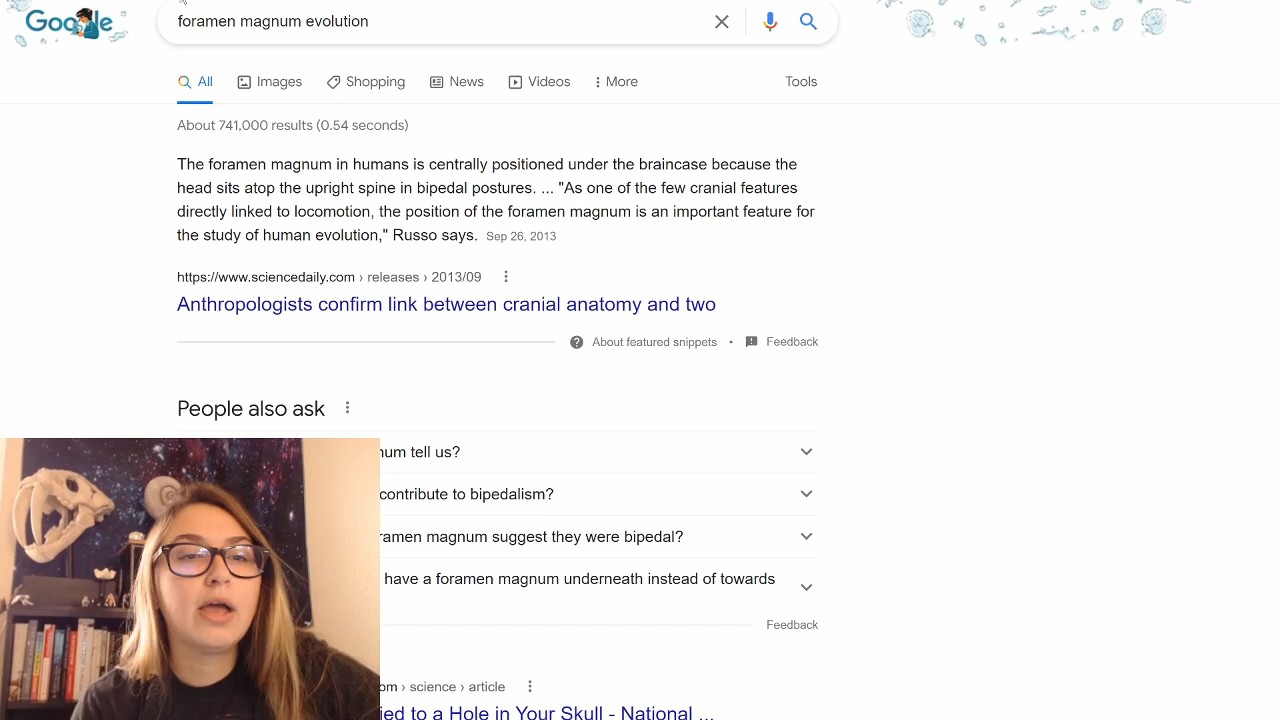 Google
foramen magnum evolution
All Images Shopping News Videos More Tools
About 741,000 results (0.54 seconds)
The foramen magnum in humans is centrally positioned under the braincase because the
head sits atop the upright spine in bipedal postures. ... "As one of the few cranial features
directly linked to locomotion, the position of the foramen magnum is an important feature for
the study of human evolution," Russo says. Sep 26, 2013
https://www.sciencedaily.com › releases › 2013/09
Anthropologists confirm link between cranial anatomy and two
About featured snippets • Feedback
People also ask
num tell us?
contribute to bipedalism?
ramen magnum suggest they were bipedal?
have a foramen magnum underneath instead of towards
Feedback
om › science › article
ied to a Hole in Your Skull - National ...